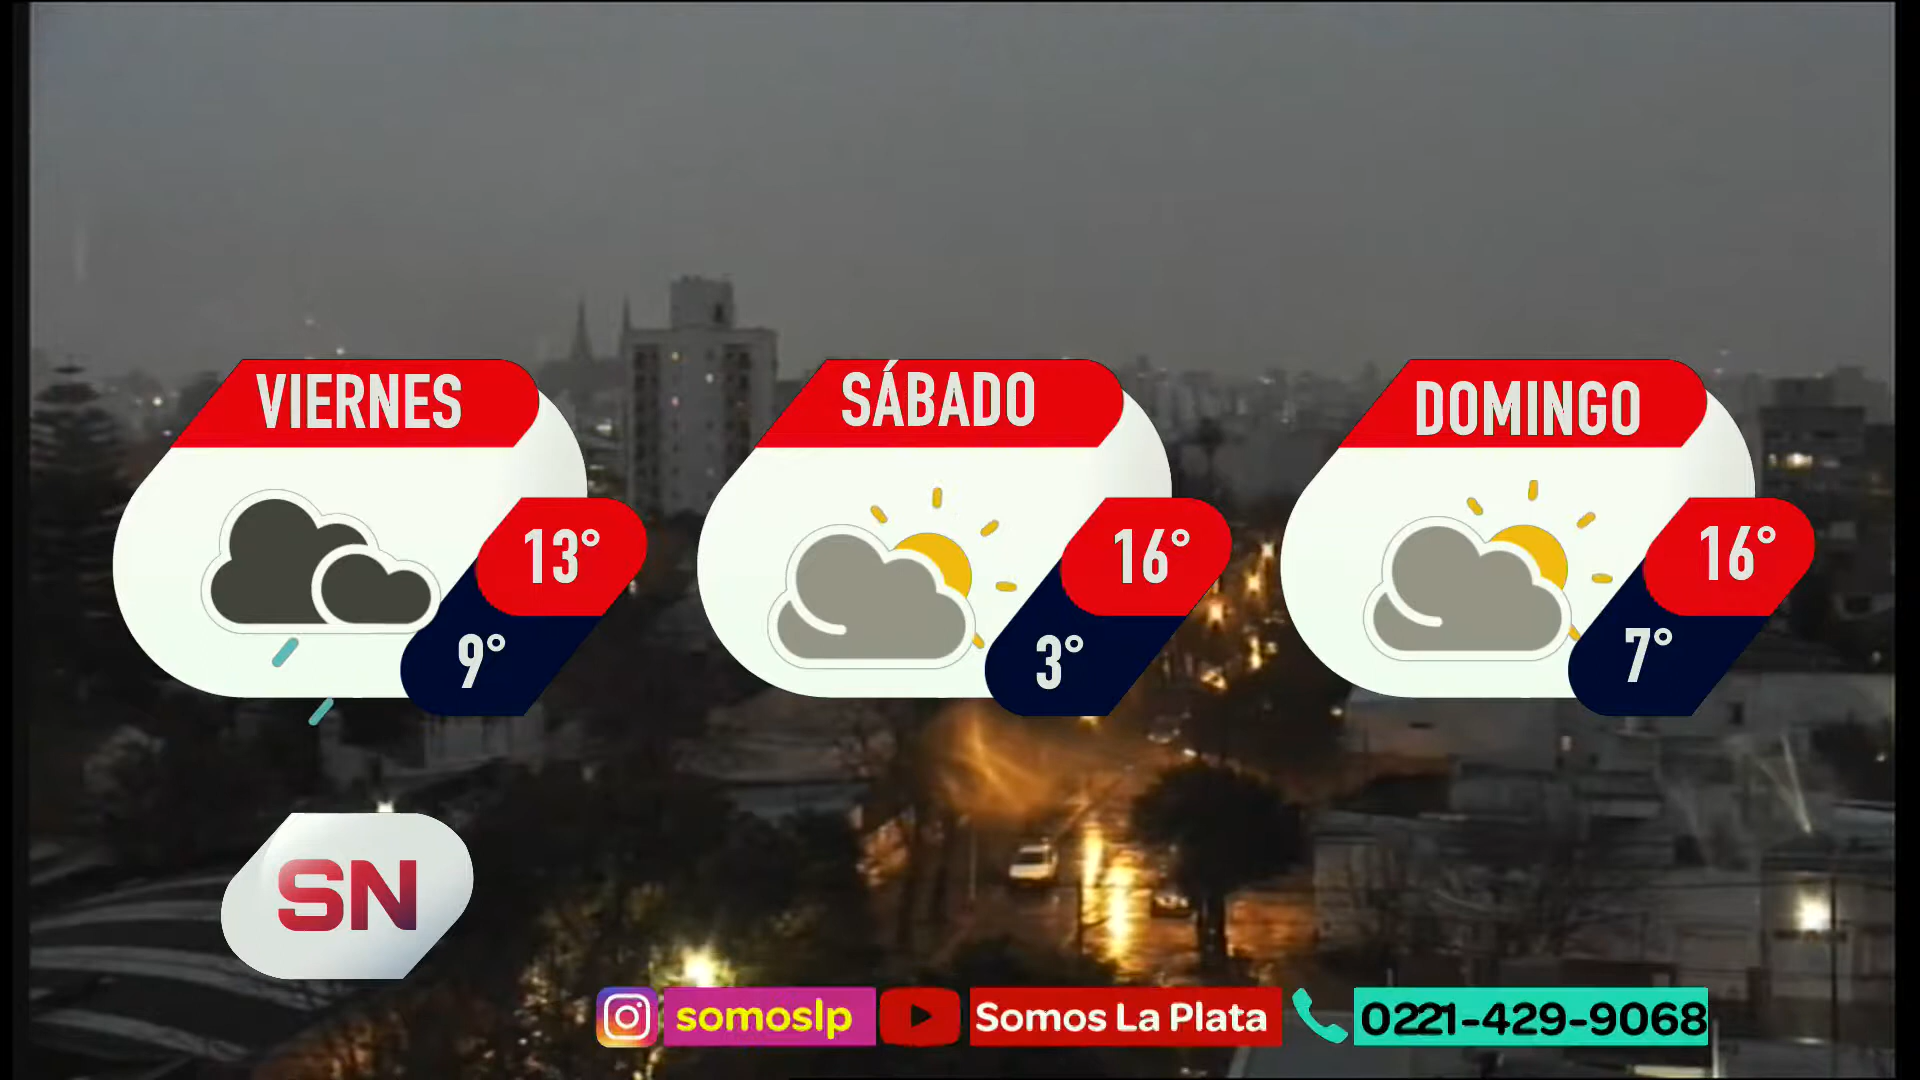 VIERNES
13°
9°
SÁBADO
16°
3°
DOMINGO
16°
7°
SN
somoslp
Somos La Plata
0221-429-9068